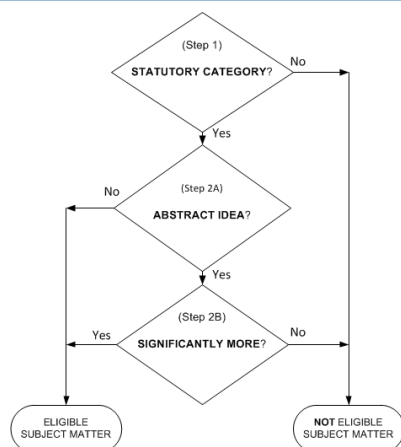 (Step 1)
STATUTORY CATEGORY?
No
Yes
No
(Step 2A)
ABSTRACT IDEA?
Yes
(Step 2B)
Yes
SIGNIFICANTLY MORE?
No
ELIGIBLE
SUBJECT MATTER
NOT ELIGIBLE
SUBJECT MATTER